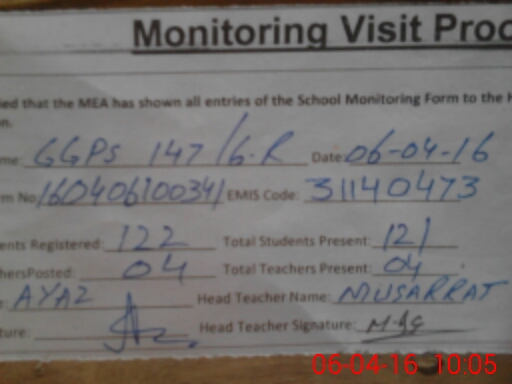 Monitoring Visit Proo
ied that the MEA has shown all entries of the School Monitoring Form to the H
n.
me: GGPS 147/6-R Date: 06-04-16
m No 160406100341 EMIS Code: 31140473
ents Registered: 122 Total Students Present: 121
hersPosted: 04 Total Teachers Present: 04
: AYAZ Head Teacher Name: MUSARRAT
ture: Head Teacher Signature:
06-04-16 10:05